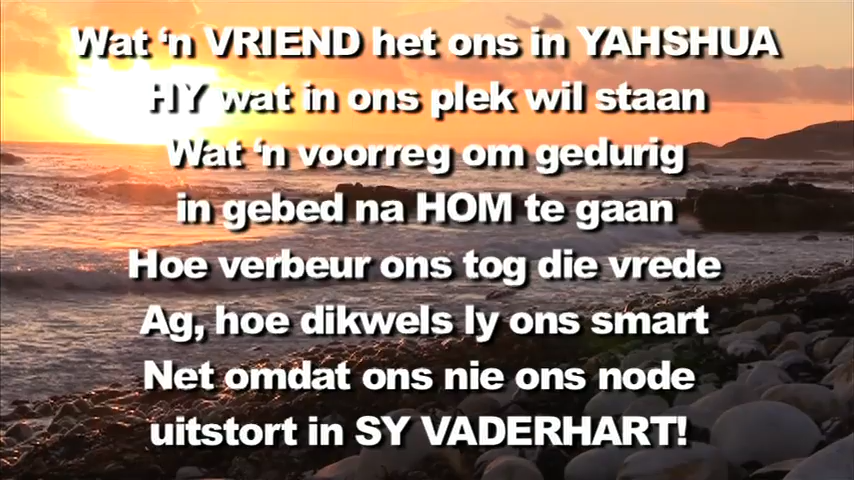 Wat ‘n VRIEND het ons in YAHSHUA
HY wat in ons plek wil staan
Wat ‘n voorreg om gedurig
in gebed na HOM te gaan
Hoe verbeur ons tog die vrede
Ag, hoe dikwels ly ons smart
Net omdat ons nie ons node
uitstort in SY VADERHART!